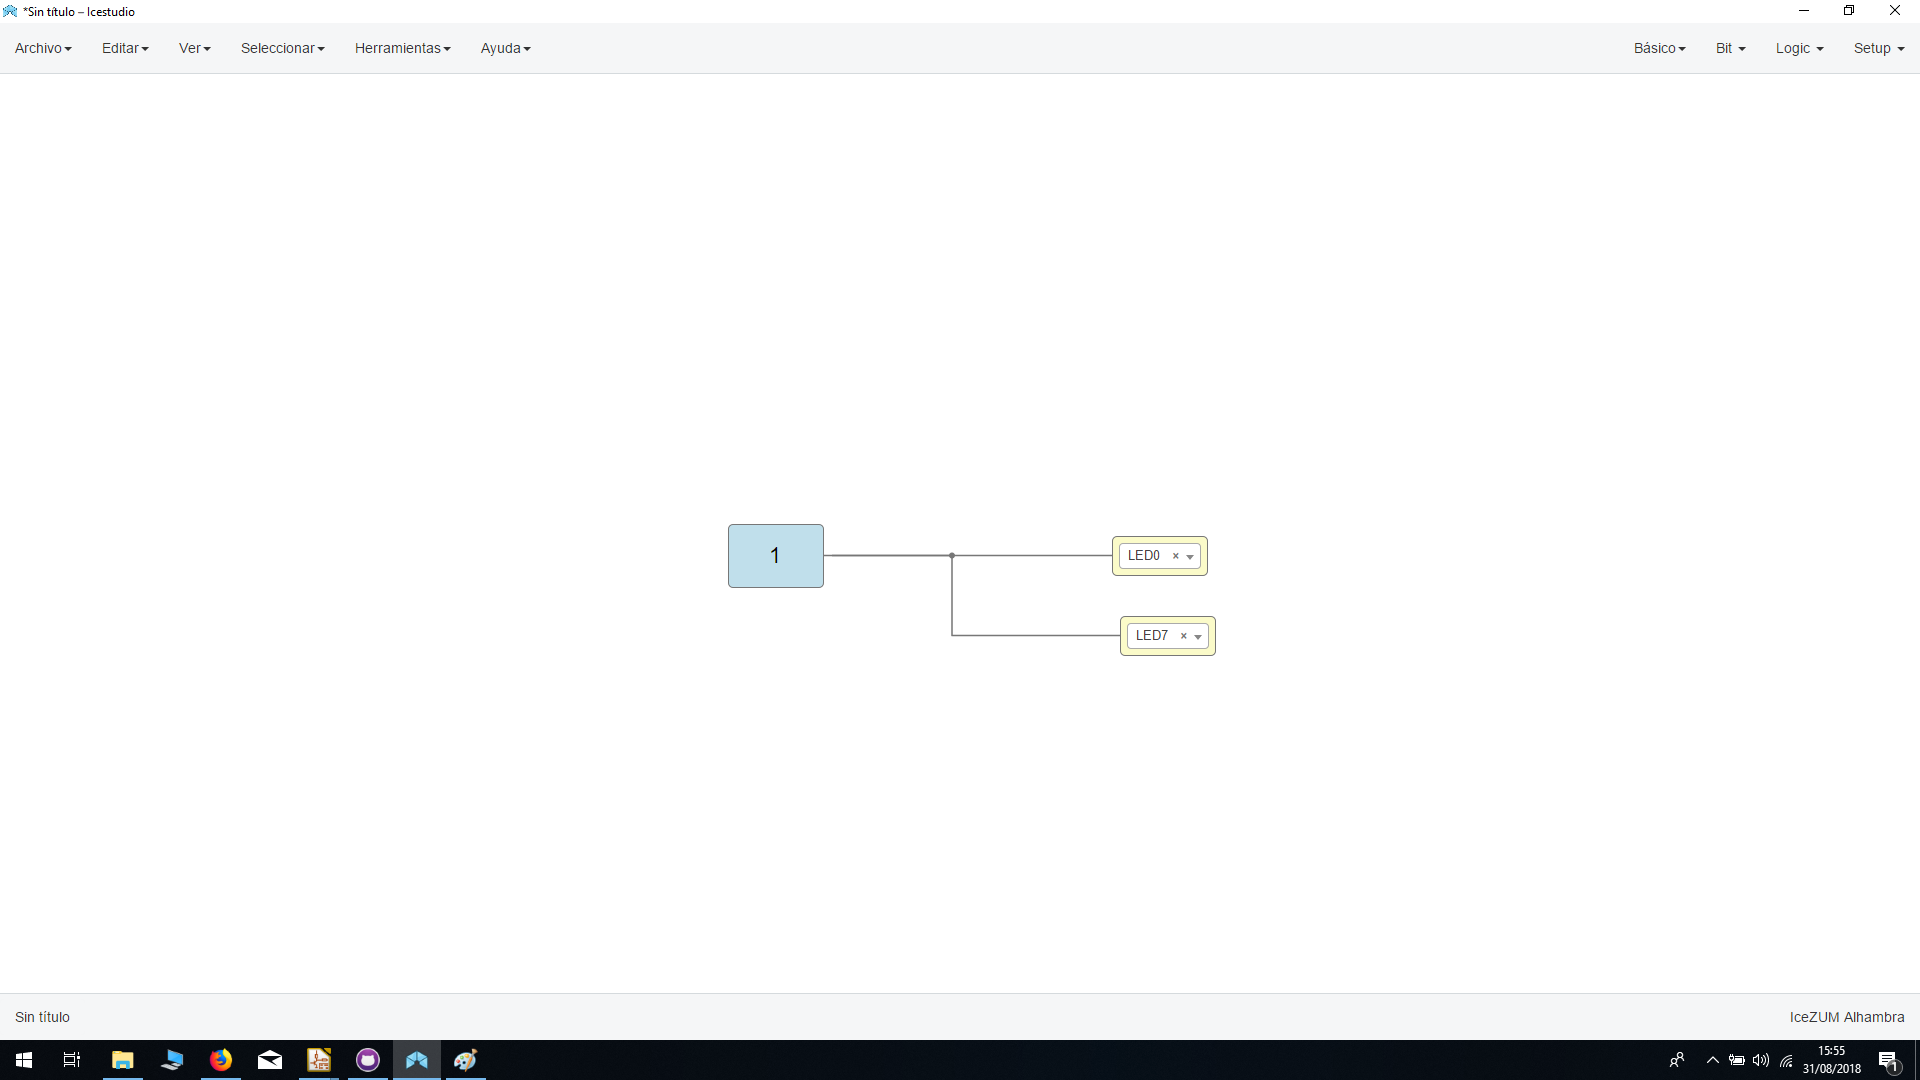 *Sin título – Icestudio
Archivo Editar Ver Seleccionar Herramientas Ayuda Básico Bit Logic Setup
1
LED0 ×
LED7 ×
Sin título IceZUM Alhambra
15:55
31/08/2018
1